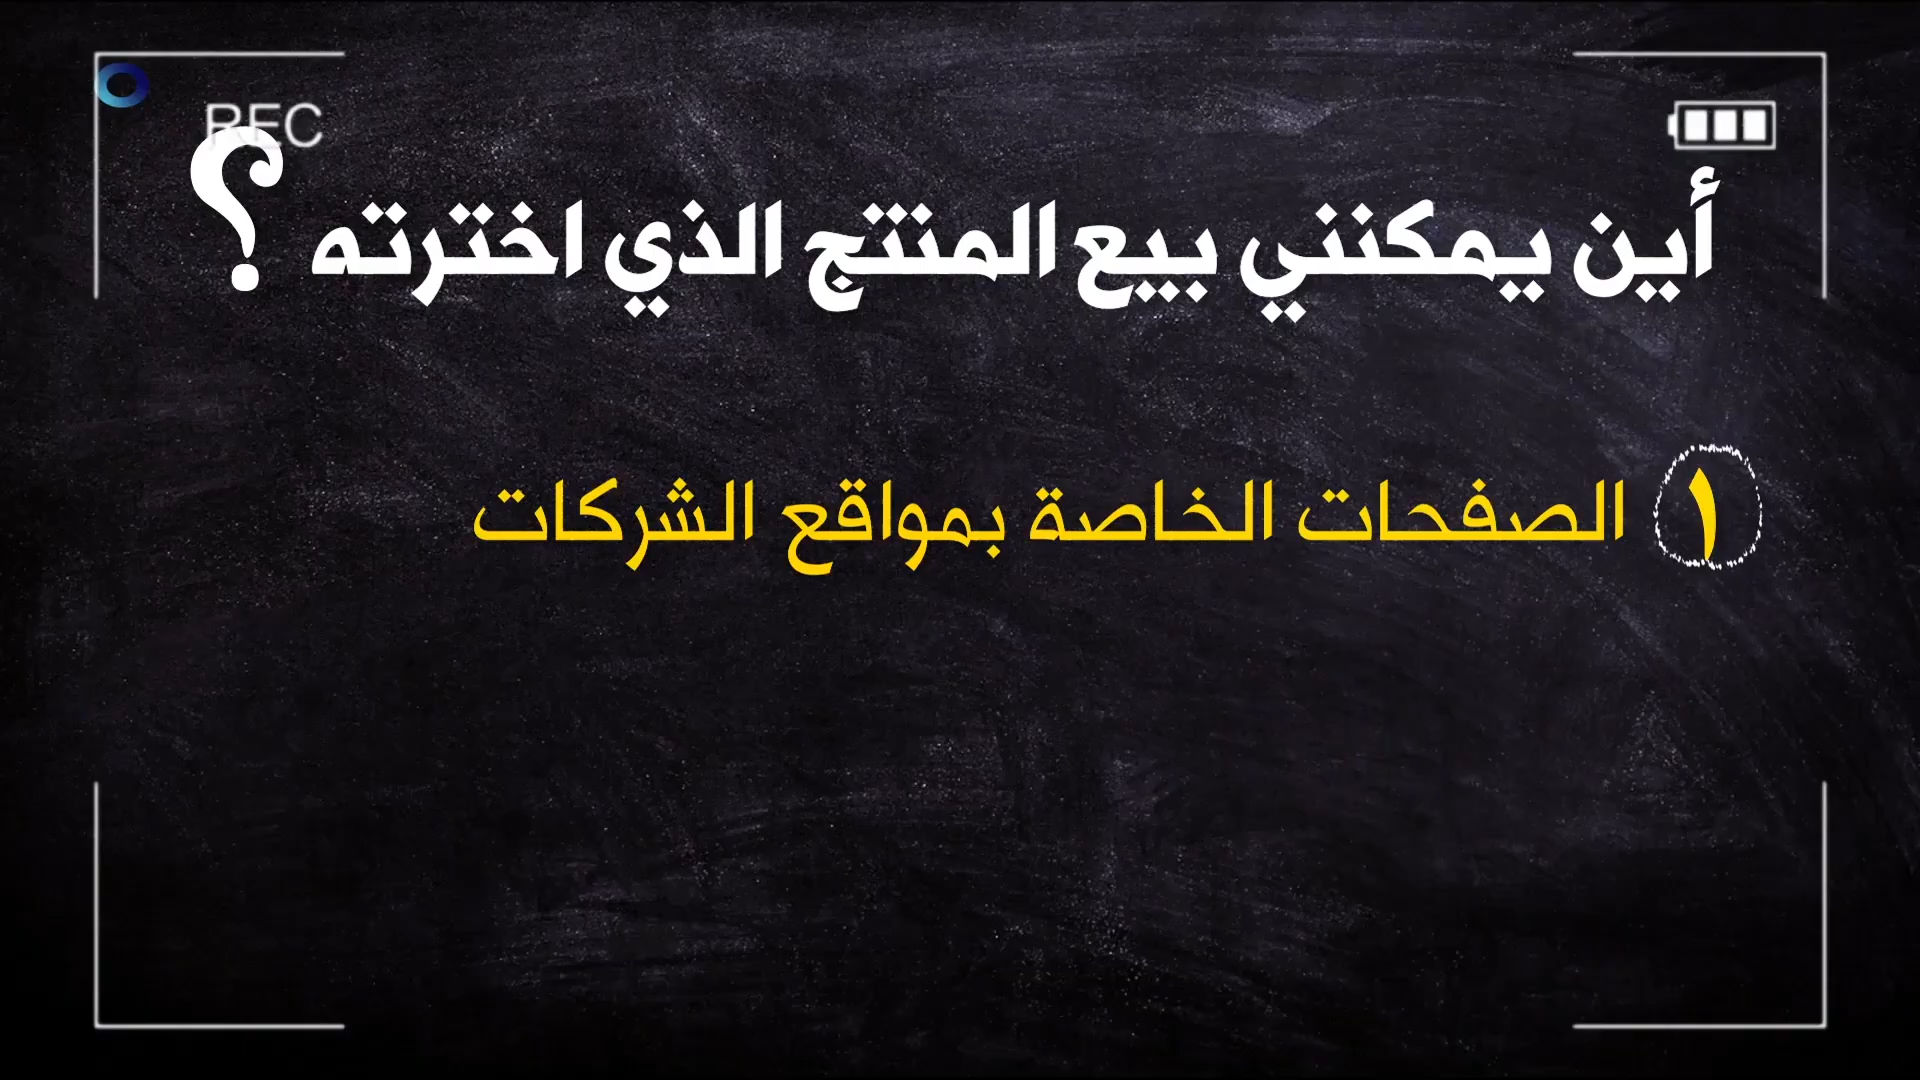 REC
أين يمكنني بيع المنتج الذي اخترته ؟
١ الصفحات الخاصة بمواقع الشركات